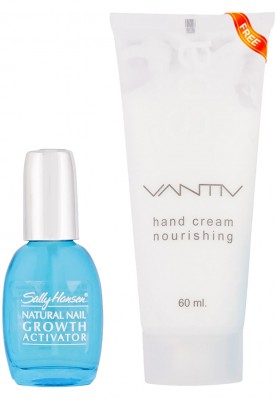 FREE
VANTIV
hand cream
nourishing
60 ml.
Sally Hansen
NATURAL NAIL
GROWTH
ACTIVATOR